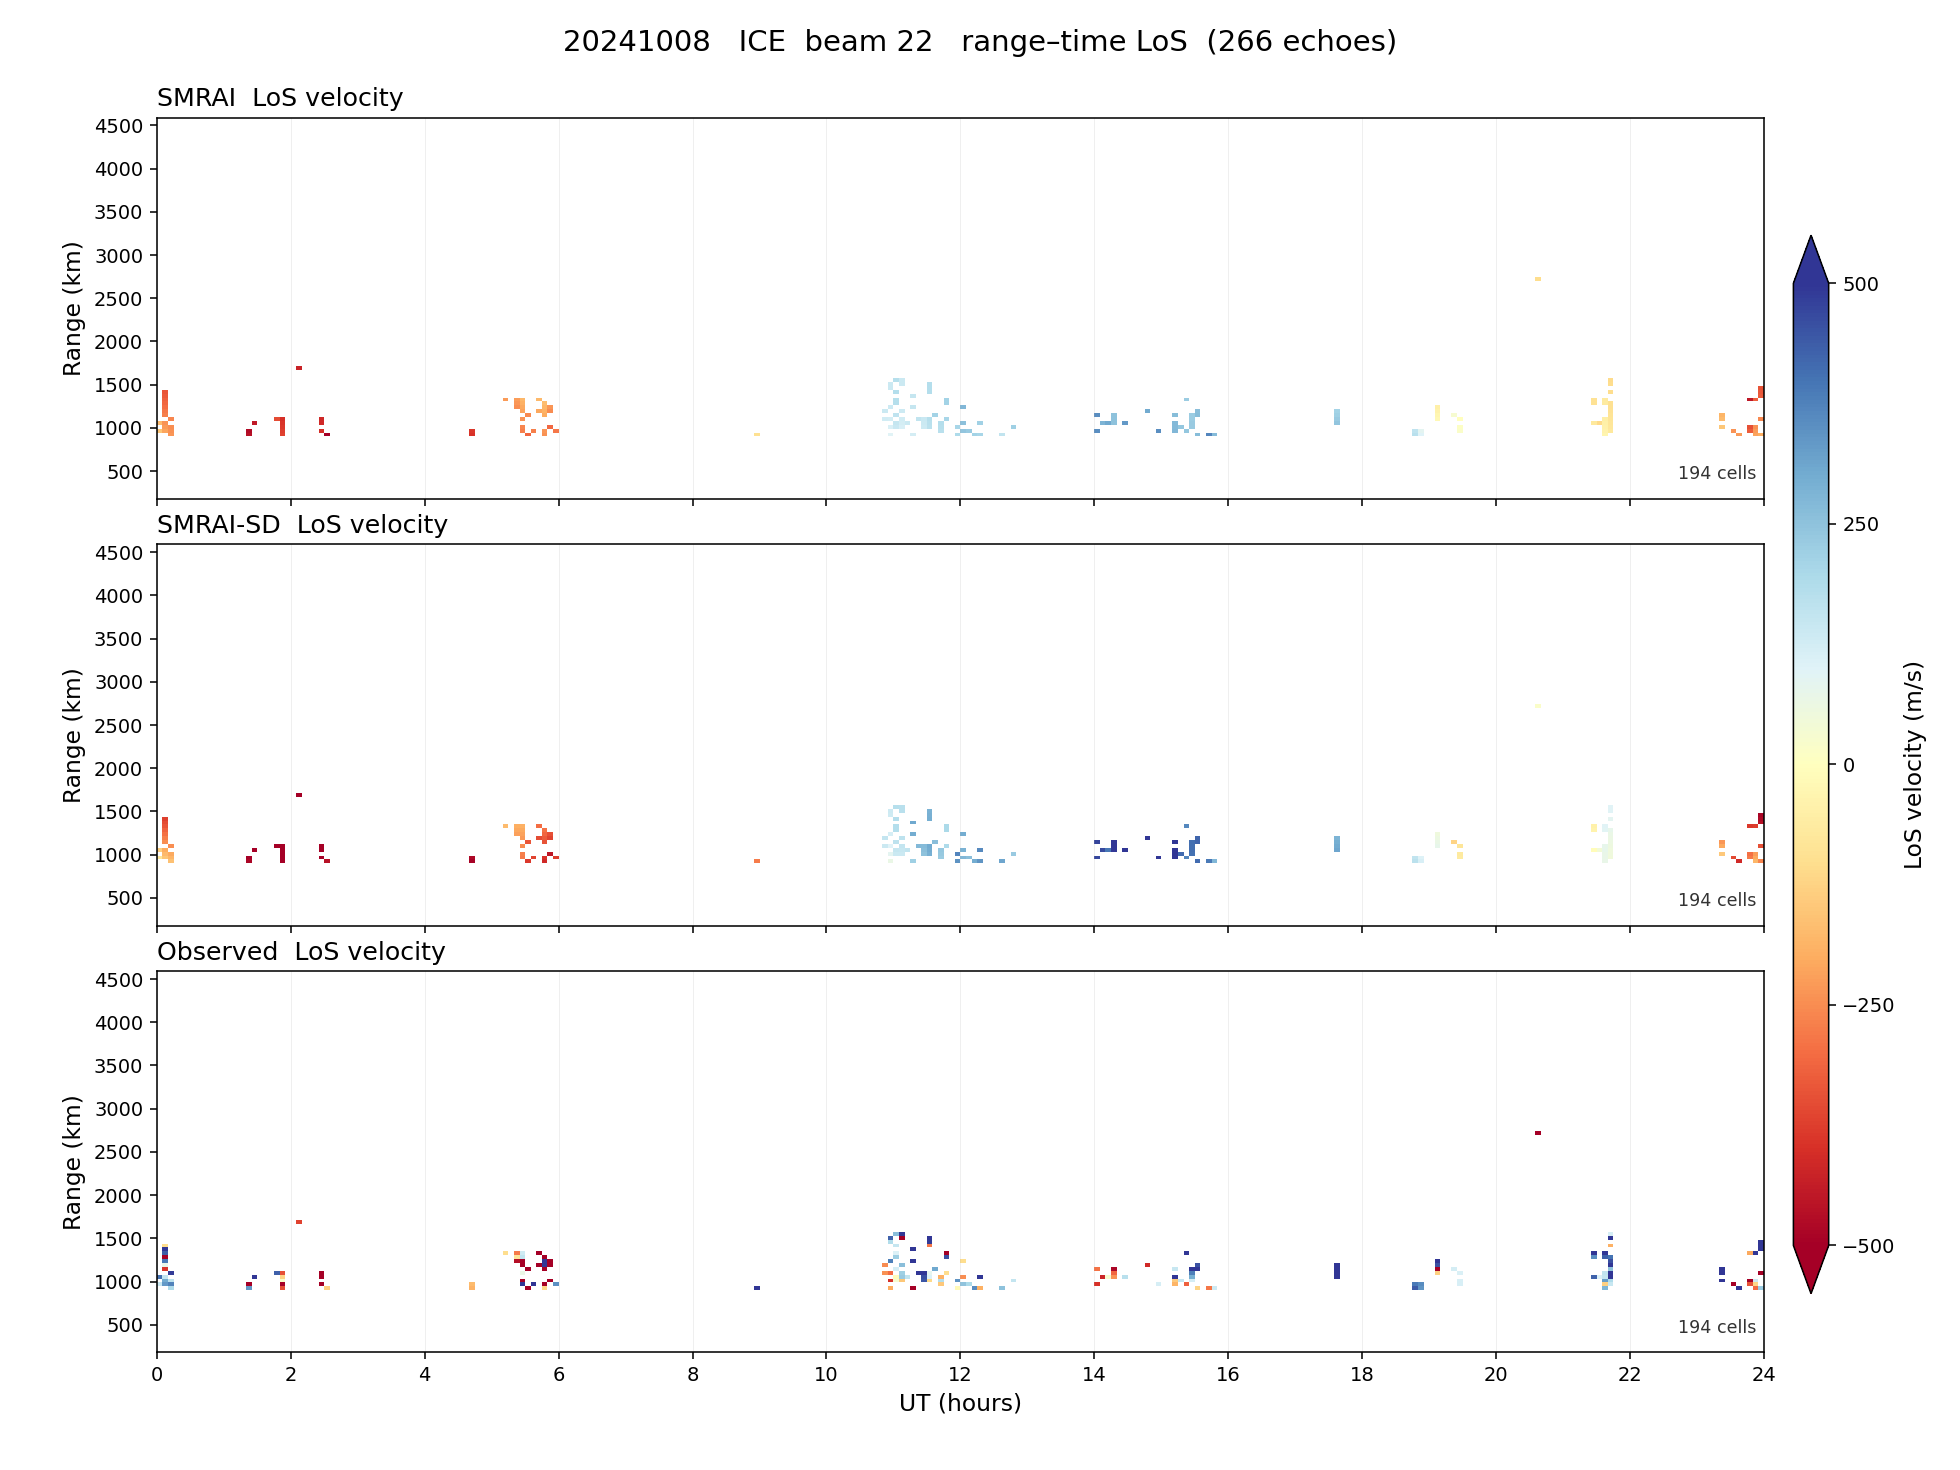 20241008 ICE beam 22 range–time LoS (266 echoes)
SMRAI LoS velocity
4500
4000
3500
3000
2500
2000
1500
1000
500
Range (km)
194 cells
SMRAI-SD LoS velocity
4500
4000
3500
3000
2500
2000
1500
1000
500
Range (km)
194 cells
Observed LoS velocity
4500
4000
3500
3000
2500
2000
1500
1000
500
Range (km)
194 cells
0 2 4 6 8 10 12 14 16 18 20 22 24
UT (hours)
500
250
0
−250
−500
LoS velocity (m/s)